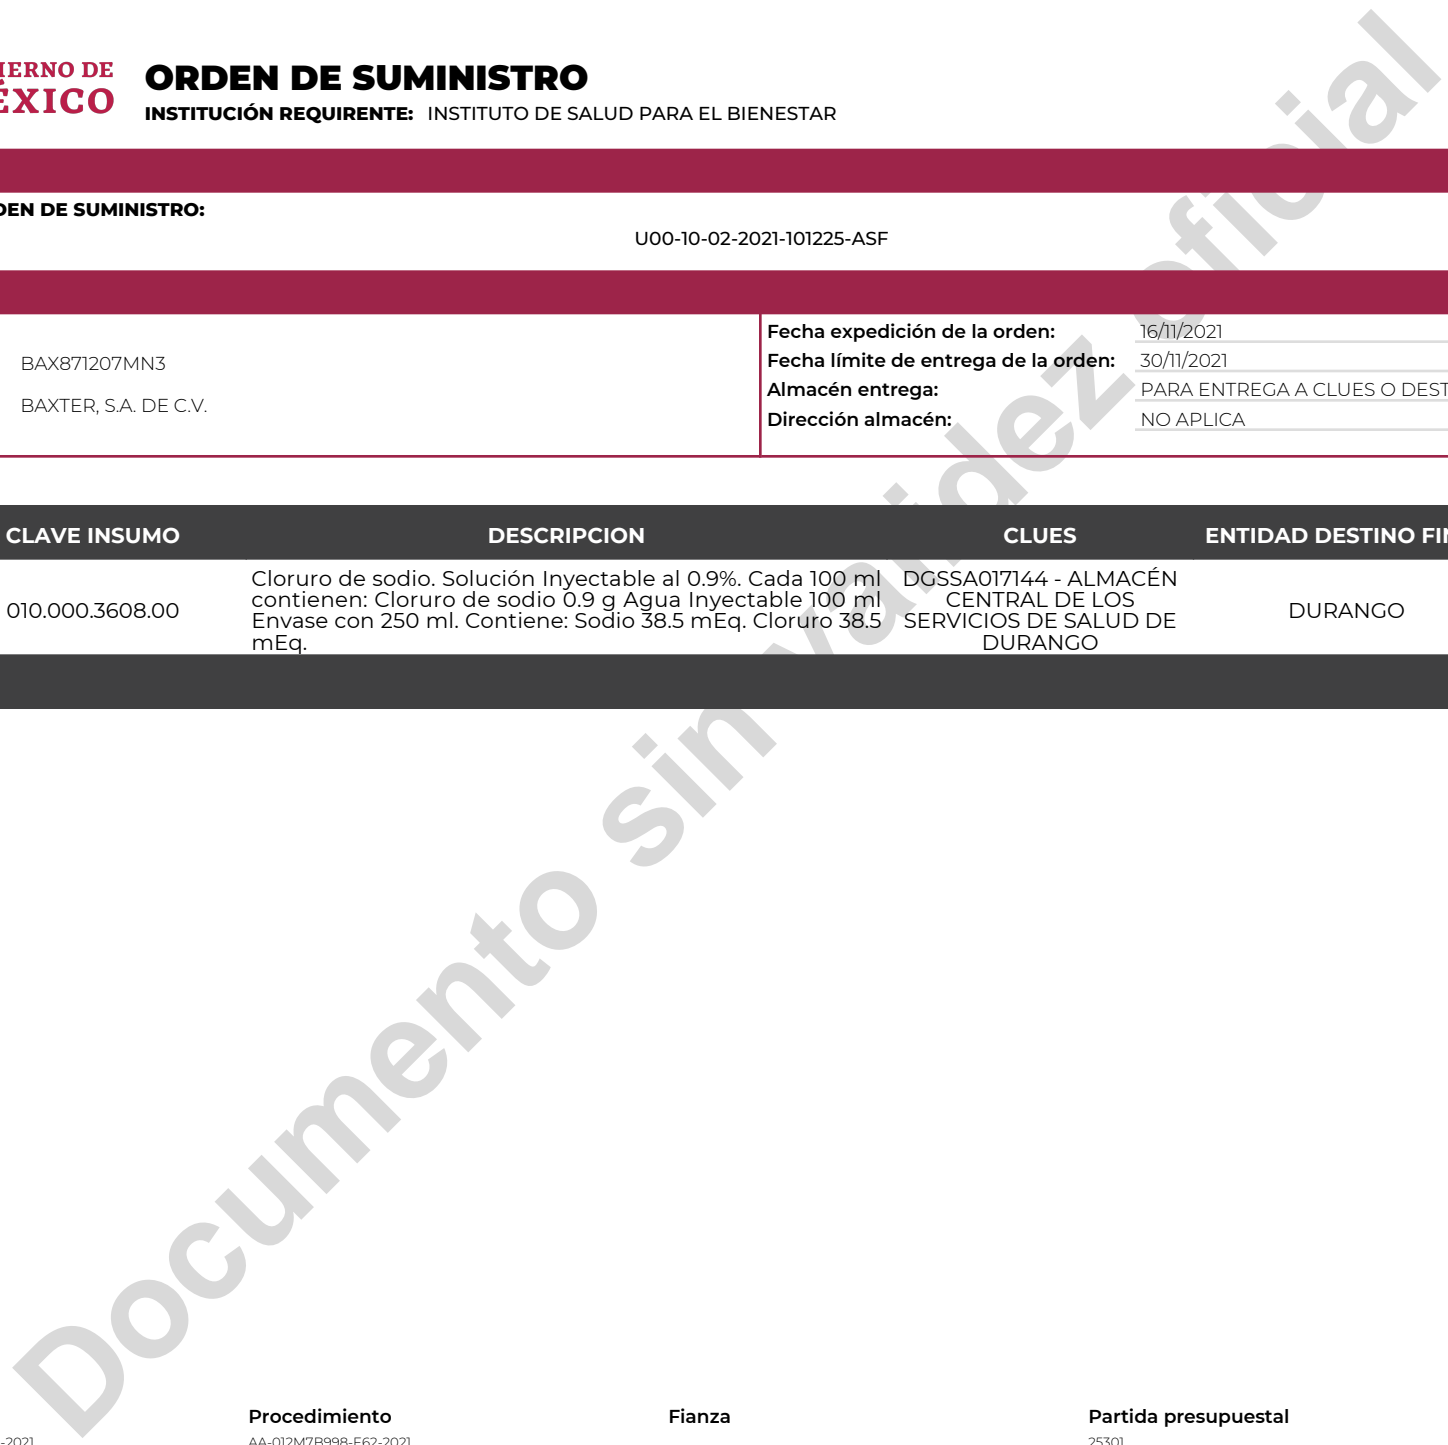 ORDEN DE SUMINISTRO
INSTITUCIÓN REQUIRENTE: INSTITUTO DE SALUD PARA EL BIENESTAR
DE
ÉXICO
DE SUMINISTRO:
U00-10-02-2021-101225-ASF
BAX871207MN3
BAXTER, S.A. DE C.V.
Fecha expedición de la orden: 16/11/2021
Fecha límite de entrega de la orden: 30/11/2021
Almacén entrega: PARA ENTREGA A CLUES O DEST
Dirección almacén: NO APLICA
CLAVE INSUMO DESCRIPCION CLUES ENTIDAD DESTINO
010.000.3608.00
Cloruro de sodio. Solución Inyectable al 0.9%. Cada 100 ml
contienen: Cloruro de sodio 0.9 g Agua Inyectable 100 ml
Envase con 250 ml. Contiene: Sodio 38.5 mEq. Cloruro 38.5
mEq.
DGSSA017144 - ALMACÉN
CENTRAL DE LOS
SERVICIOS DE SALUD DE
DURANGO
DURANGO
Documento sin validez oficial
Procedimiento Fianza Partida presupuestal
-2021 AA-012M7B998-E62-2021 25301